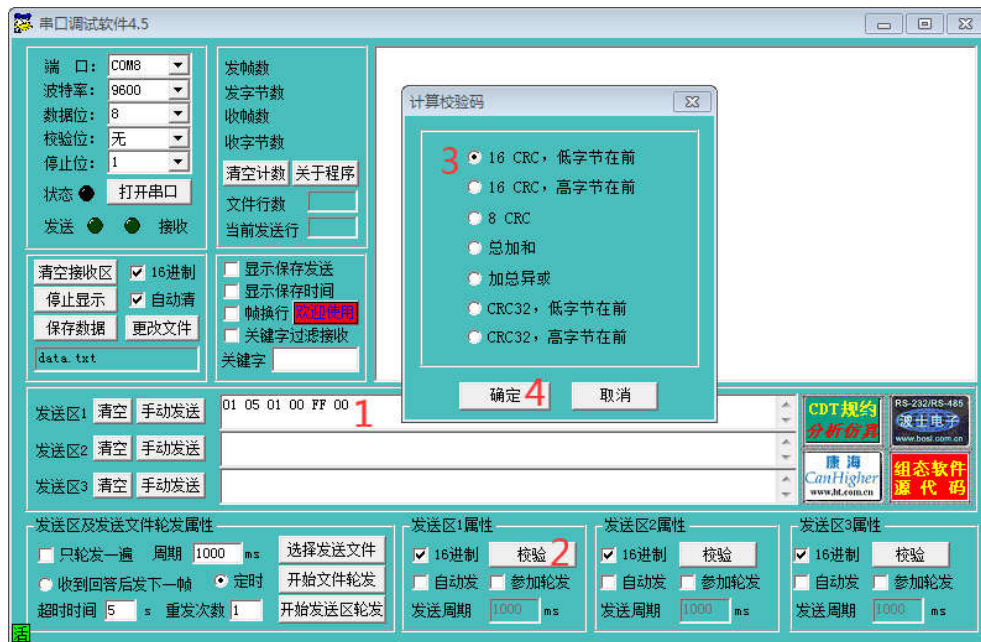 串口调试软件4.5
端 口: COM8
波特率: 9600
数据位: 8
校验位: 无
停止位: 1
状态 打开串口
发送 接收
发帧数
发字节数
收帧数
收字节数
清空计数 关于程序
文件行数
当前发送行
清空接收区 16进制
停止显示 自动清
保存数据 更改文件
data.txt
显示保存发送
显示保存时间
帧换行 欢迎使用
关键字过滤接收
关键字
计算校验码
3 16 CRC, 低字节在前
16 CRC, 高字节在前
8 CRC
总加和
加总异或
CRC32, 低字节在前
CRC32, 高字节在前
确定 4 取消
发送区1 清空 手动发送 01 05 01 00 FF 00 1
发送区2 清空 手动发送
发送区3 清空 手动发送
CDT规约
分析仿真
RS-232/RS-485
波士电子
www.bosi.com.cn
康海
CanHigher
www.ht.com.cn
组态软件
源代码
发送区及发送文件轮发属性
只轮发一遍 周期 1000 ms 选择发送文件
收到回答后发下一帧 定时 开始文件轮发
超时时间 5 s 重发次数 1 开始发送区轮发
发送区1属性
16进制 校验 2
自动发 参加轮发
发送周期 1000 ms
发送区2属性
16进制 校验
自动发 参加轮发
发送周期 1000 ms
发送区3属性
16进制 校验
自动发 参加轮发
发送周期 1000 ms
活